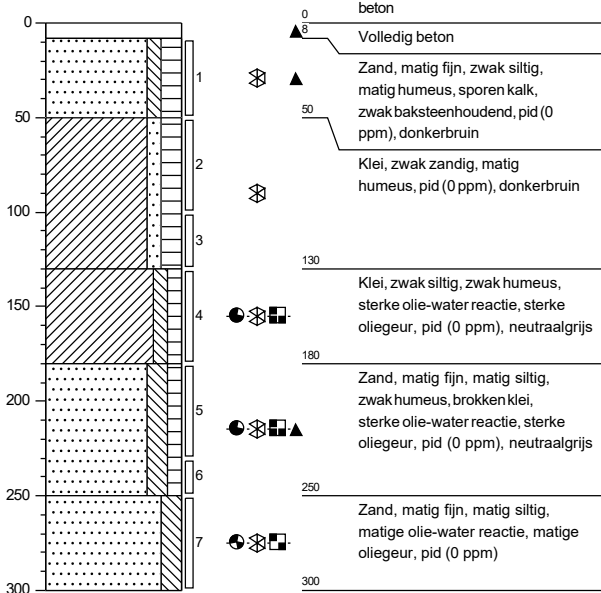 beton
0
0
8
Volledig beton
Zand, matig fijn, zwak siltig,
matig humeus, sporen kalk,
zwak baksteenhoudend, pid (0
ppm), donkerbruin
1
50
50
Klei, zwak zandig, matig
humeus, pid (0 ppm), donkerbruin
2
100
3
130
Klei, zwak siltig, zwak humeus,
sterke olie-water reactie, sterke
oliegeur, pid (0 ppm), neutraalgrijs
150
4
180
Zand, matig fijn, matig siltig,
zwak humeus, brokken klei,
sterke olie-water reactie, sterke
oliegeur, pid (0 ppm), neutraalgrijs
200
5
6
250
250
Zand, matig fijn, matig siltig,
matige olie-water reactie, matige
oliegeur, pid (0 ppm)
7
300
300